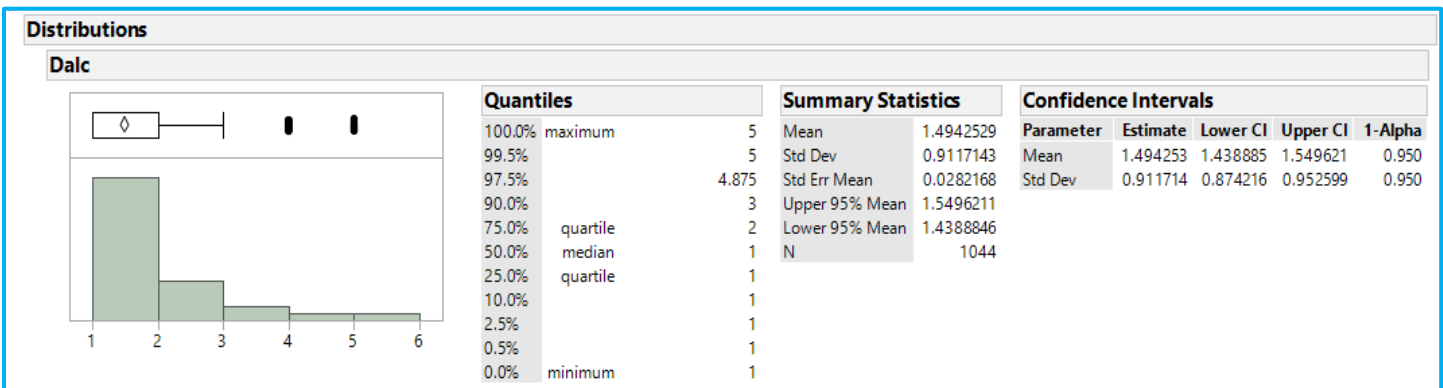 Distributions
Dalc
1 2 3 4 5 6
Quantiles
100.0% maximum 5
99.5% 5
97.5% 4.875
90.0% 3
75.0% quartile 2
50.0% median 1
25.0% quartile 1
10.0% 1
2.5% 1
0.5% 1
0.0% minimum 1
Summary Statistics
Mean 1.4942529
Std Dev 0.9117143
Std Err Mean 0.0282168
Upper 95% Mean 1.5496211
Lower 95% Mean 1.4388846
N 1044
Confidence Intervals
Parameter Estimate Lower CI Upper CI 1-Alpha
Mean 1.494253 1.438885 1.549621 0.950
Std Dev 0.911714 0.874216 0.952599 0.950